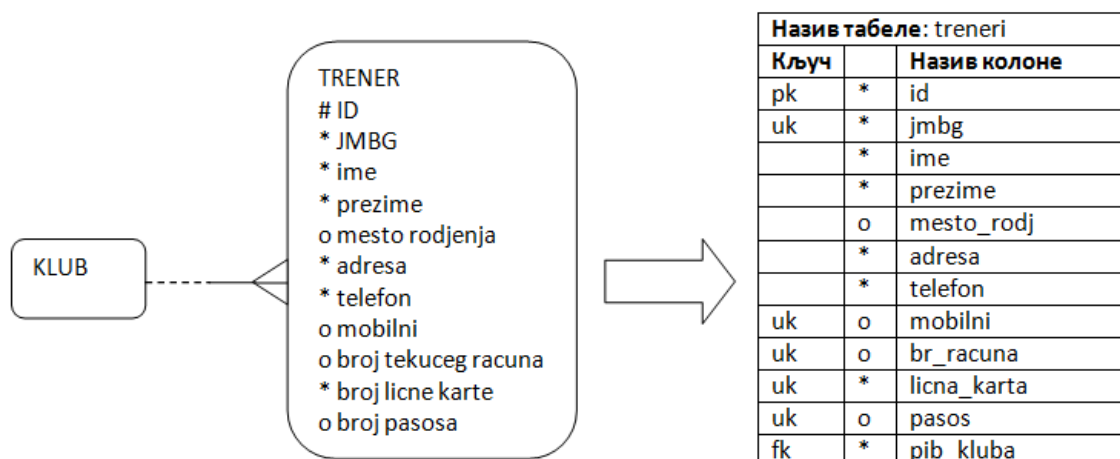 KLUB
TRENER
# ID
* JMBG
* ime
* prezime
o mesto rodjenja
* adresa
* telefon
o mobilni
o broj tekuceg racuna
* broj licne karte
o broj pasosa
Назив табеле: treneri
Кључ Назив колоне
pk * id
uk * jmbg
* ime
* prezime
o mesto_rodj
* adresa
* telefon
uk o mobilni
uk o br_racuna
uk * licna_karta
uk o pasos
fk * pib_kluba